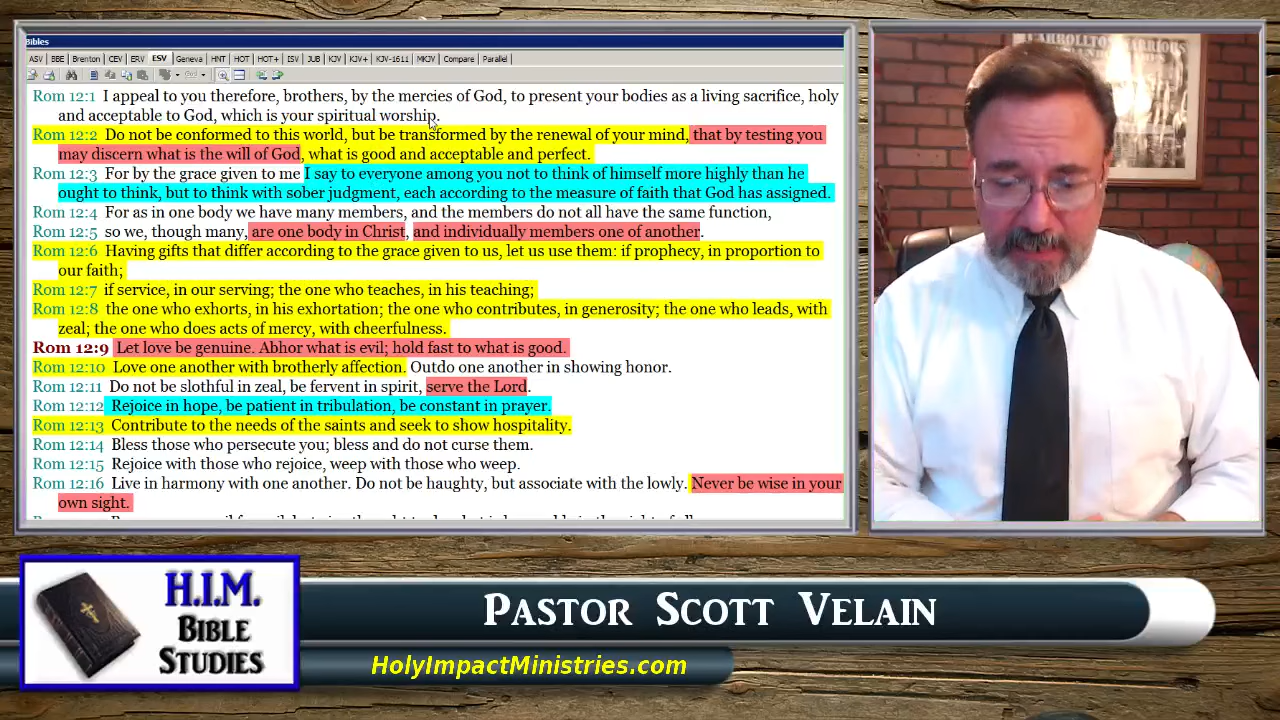 Bibles
ASV BBE Brenton CEV ERV ESV Geneva HNT HOT HOT+ ISV JUB KJV KJV+ KJV-1611 MKJV Compare Parallel
Rom 12:1 I appeal to you therefore, brothers, by the mercies of God, to present your bodies as a living sacrifice, holy
and acceptable to God, which is your spiritual worship.
Rom 12:2 Do not be conformed to this world, but be transformed by the renewal of your mind, that by testing you
may discern what is the will of God, what is good and acceptable and perfect.
Rom 12:3 For by the grace given to me I say to everyone among you not to think of himself more highly than he
ought to think, but to think with sober judgment, each according to the measure of faith that God has assigned.
Rom 12:4 For as in one body we have many members, and the members do not all have the same function,
Rom 12:5 so we, though many, are one body in Christ, and individually members one of another.
Rom 12:6 Having gifts that differ according to the grace given to us, let us use them: if prophecy, in proportion to
our faith;
Rom 12:7 if service, in our serving; the one who teaches, in his teaching;
Rom 12:8 the one who exhorts, in his exhortation; the one who contributes, in generosity; the one who leads, with
zeal; the one who does acts of mercy, with cheerfulness.
Rom 12:9 Let love be genuine. Abhor what is evil; hold fast to what is good.
Rom 12:10 Love one another with brotherly affection. Outdo one another in showing honor.
Rom 12:11 Do not be slothful in zeal, be fervent in spirit, serve the Lord.
Rom 12:12 Rejoice in hope, be patient in tribulation, be constant in prayer.
Rom 12:13 Contribute to the needs of the saints and seek to show hospitality.
Rom 12:14 Bless those who persecute you; bless and do not curse them.
Rom 12:15 Rejoice with those who rejoice, weep with those who weep.
Rom 12:16 Live in harmony with one another. Do not be haughty, but associate with the lowly. Never be wise in your
own sight.
H.I.M.
BIBLE
STUDIES
PASTOR SCOTT VELAIN
HolyImpactMinistries.com